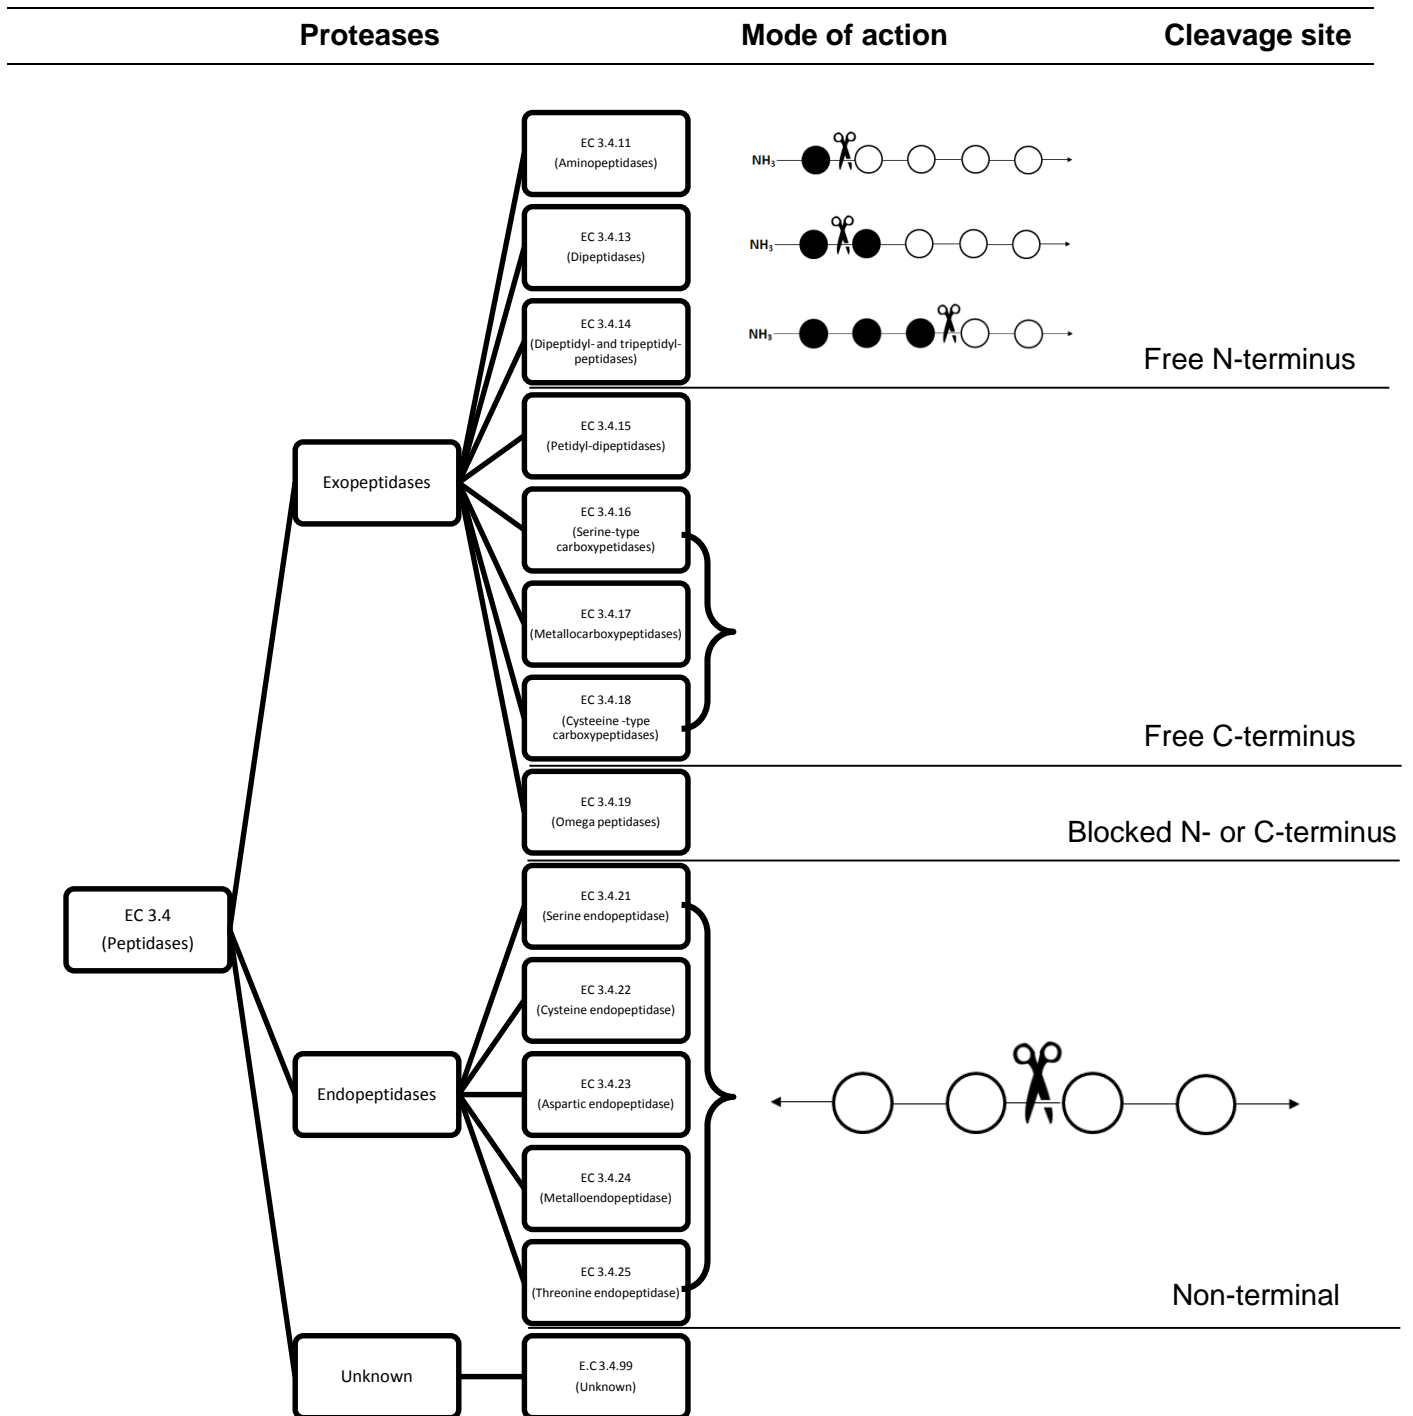 Proteases Mode of action Cleavage site
EC 3.4.11
(Aminopeptidases)
NH₃
EC 3.4.13
(Dipeptidases)
NH₃
EC 3.4.14
(Dipeptidyl- and tripeptidyl-
peptidases)
NH₃
Free N-terminus
EC 3.4.15
(Petidyl-dipeptidases)
Exopeptidases
EC 3.4.16
(Serine-type
carboxypetidases)
EC 3.4.17
(Metallocarboxypeptidases)
EC 3.4.18
(Cysteeine -type
carboxypeptidases)
Free C-terminus
EC 3.4.19
(Omega peptidases)
Blocked N- or C-terminus
EC 3.4.21
(Serine endopeptidase)
EC 3.4
(Peptidases)
EC 3.4.22
(Cysteine endopeptidase)
Endopeptidases
EC 3.4.23
(Aspartic endopeptidase)
EC 3.4.24
(Metalloendopeptidase)
EC 3.4.25
(Threonine endopeptidase)
Non-terminal
Unknown
E.C 3.4.99
(Unknown)